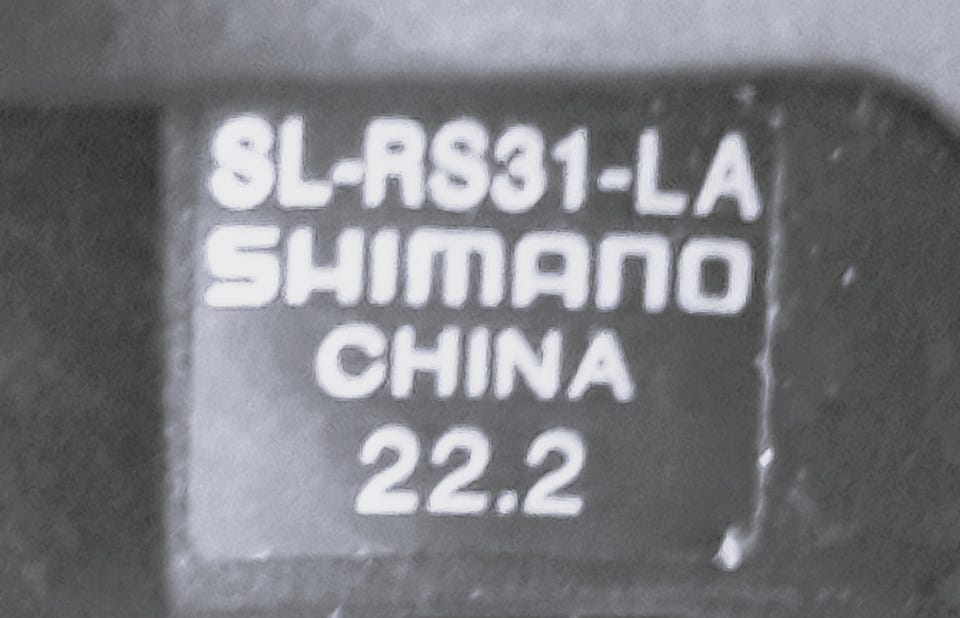 SL-RS31-LA
SHIMANO
CHINA
22.2